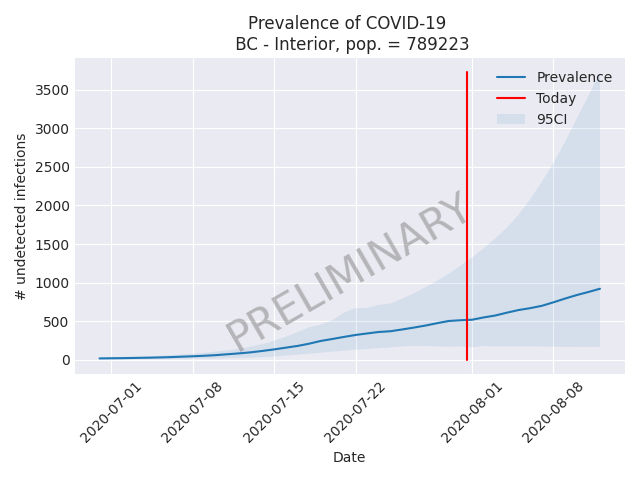 Prevalence of COVID-19
BC - Interior, pop. = 789223
Prevalence
Today
95CI
PRELIMINARY
# undetected infections
3500
3000
2500
2000
1500
1000
500
0
2020-07-01
2020-07-08
2020-07-15
2020-07-22
2020-08-01
2020-08-08
Date